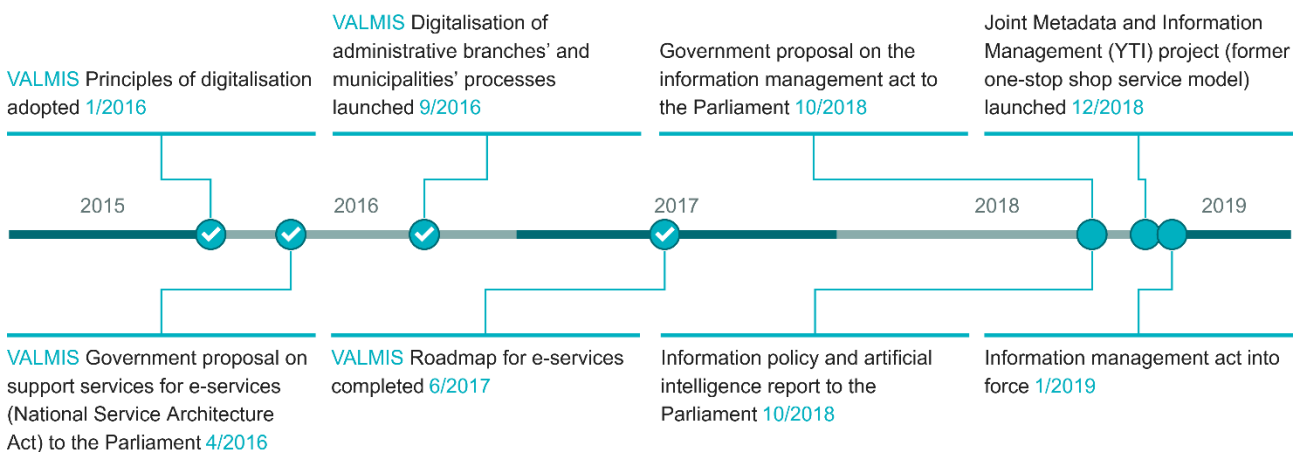 VALMIS Principles of digitalisation
adopted 1/2016
VALMIS Digitalisation of
administrative branches’ and
municipalities’ processes
launched 9/2016
Government proposal on the
information management act to
the Parliament 10/2018
Joint Metadata and Information
Management (YTI) project (former
one-stop shop service model)
launched 12/2018
2015
2016
2017
2018
2019
VALMIS Government proposal on
support services for e-services
(National Service Architecture
Act) to the Parliament 4/2016
VALMIS Roadmap for e-services
completed 6/2017
Information policy and artificial
intelligence report to the
Parliament 10/2018
Information management act into
force 1/2019